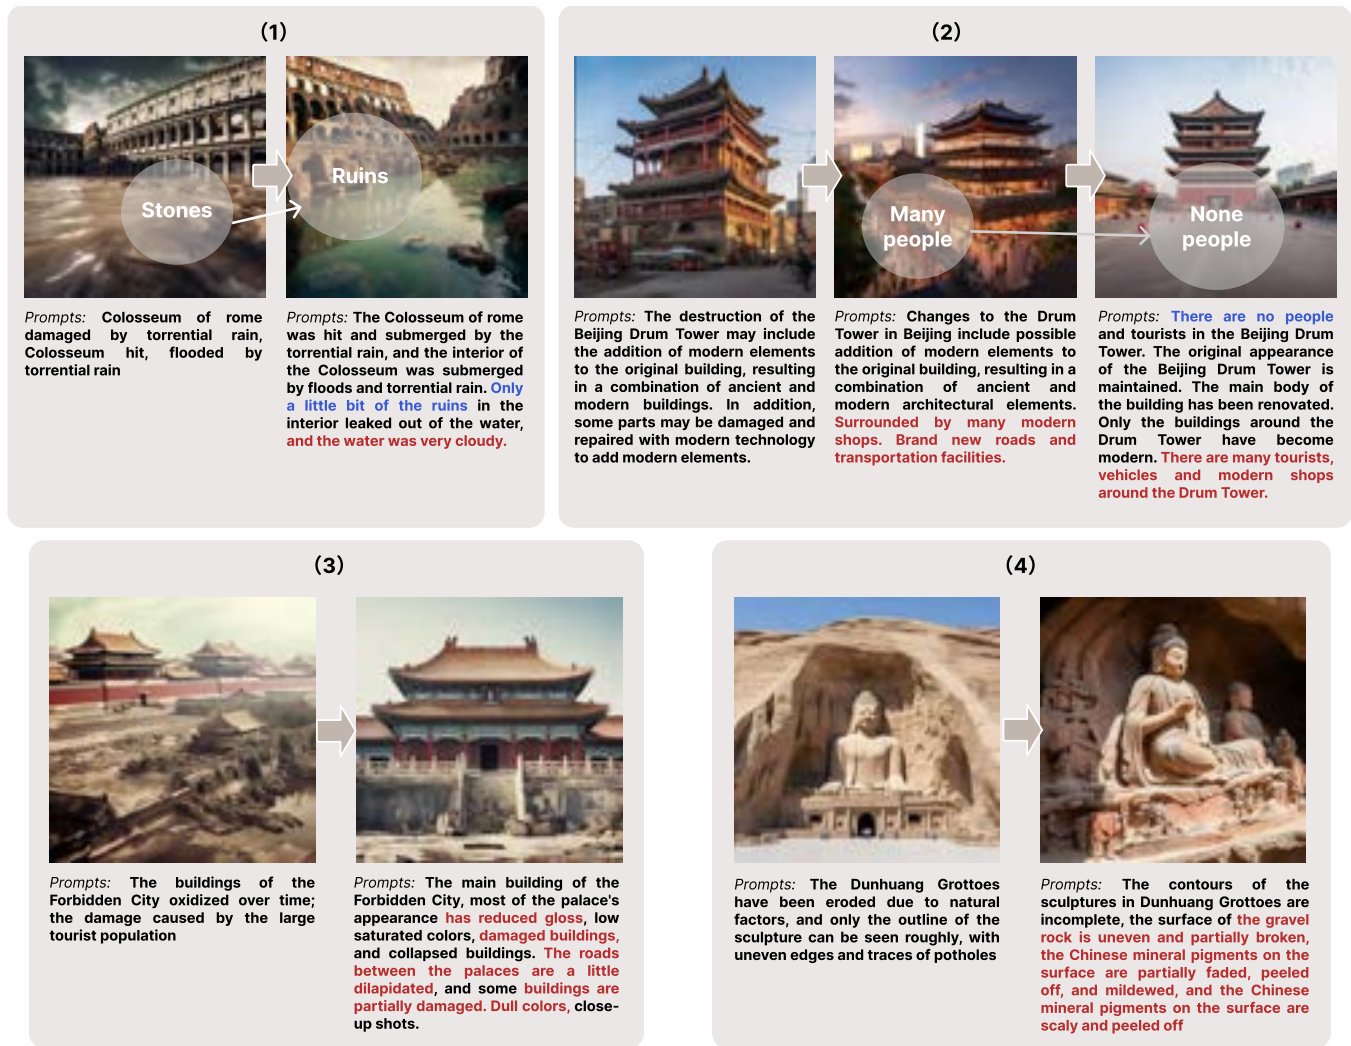 (1)
Stones
Ruins
Prompts: Colosseum of rome
damaged by torrential rain,
Colosseum hit, flooded by
torrential rain
Prompts: The Colosseum of rome
was hit and submerged by the
torrential rain, and the interior of
the Colosseum was submerged
by floods and torrential rain. Only
a little bit of the ruins in the
interior leaked out of the water,
and the water was very cloudy.
(2)
Many
people
None
people
Prompts: The destruction of the
Beijing Drum Tower may include
the addition of modern elements
to the original building, resulting
in a combination of ancient and
modern buildings. In addition,
some parts may be damaged and
repaired with modern technology
to add modern elements.
Prompts: Changes to the Drum
Tower in Beijing include possible
addition of modern elements to
the original building, resulting in a
combination of ancient and
modern architectural elements.
Surrounded by many modern
shops. Brand new roads and
transportation facilities.
Prompts: There are no people
and tourists in the Beijing Drum
Tower. The original appearance
of the Beijing Drum Tower is
maintained. The main body of
the building has been renovated.
Only the buildings around the
Drum Tower have become
modern. There are many tourists,
vehicles and modern shops
around the Drum Tower.
(3)
Prompts: The buildings of the
Forbidden City oxidized over time;
the damage caused by the large
tourist population
Prompts: The main building of the
Forbidden City, most of the palace's
appearance has reduced gloss, low
saturated colors, damaged buildings,
and collapsed buildings. The roads
between the palaces are a little
dilapidated, and some buildings are
partially damaged. Dull colors, close-
up shots.
(4)
Prompts: The Dunhuang Grottoes
have been eroded due to natural
factors, and only the outline of the
sculpture can be seen roughly, with
uneven edges and traces of potholes
Prompts: The contours of the
sculptures in Dunhuang Grottoes are
incomplete, the surface of the gravel
rock is uneven and partially broken,
the Chinese mineral pigments on the
surface are partially faded, peeled
off, and mildewed, and the Chinese
mineral pigments on the surface are
scaly and peeled off